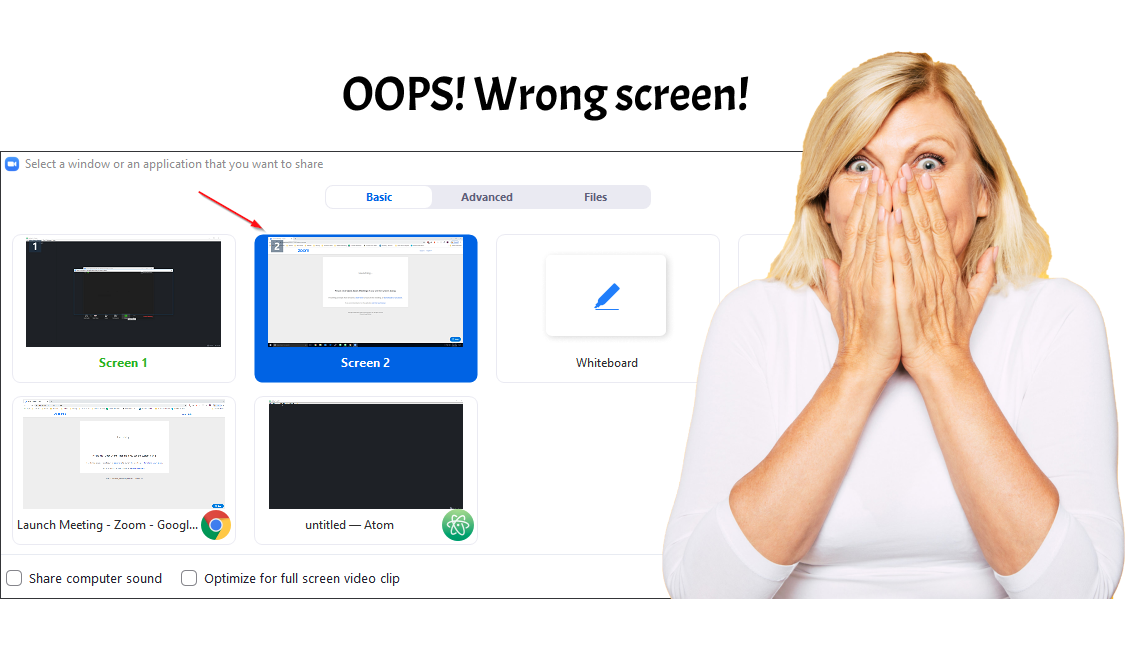 OOPS! Wrong screen!
Select a window or an application that you want to share
Basic Advanced Files
1
2
zoom
Screen 1 Screen 2 Whiteboard
Launch Meeting - Zoom - Googl... untitled — Atom
Share computer sound Optimize for full screen video clip